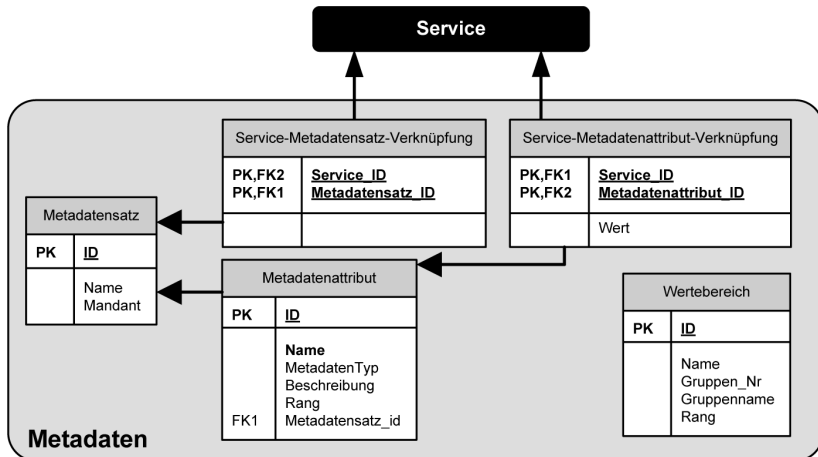 Service
Service-Metadatensatz-Verknüpfung
PK,FK2 Service_ID
PK,FK1 Metadatensatz_ID
Service-Metadatenattribut-Verknüpfung
PK,FK1 Service_ID
PK,FK2 Metadatenattribut_ID
Wert
Metadatensatz
PK ID
Name
Mandant
Metadatenattribut
PK ID
Name
MetadatenTyp
Beschreibung
Rang
FK1 Metadatensatz_id
Wertebereich
PK ID
Name
Gruppen_Nr
Gruppenname
Rang
Metadaten